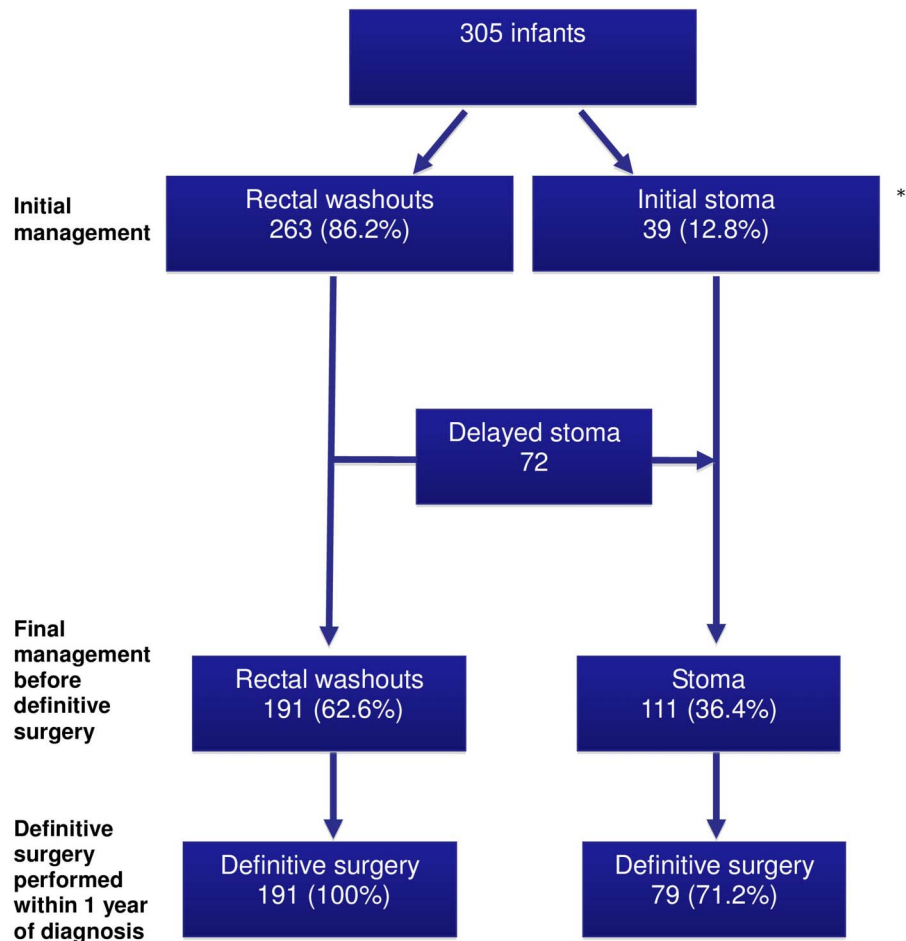 305 infants
Initial
management
Rectal washouts
263 (86.2%)
Initial stoma
39 (12.8%)
*
Delayed stoma
72
Final
management
before
definitive
surgery
Rectal washouts
191 (62.6%)
Stoma
111 (36.4%)
Definitive
surgery
performed
within 1 year
of diagnosis
Definitive surgery
191 (100%)
Definitive surgery
79 (71.2%)